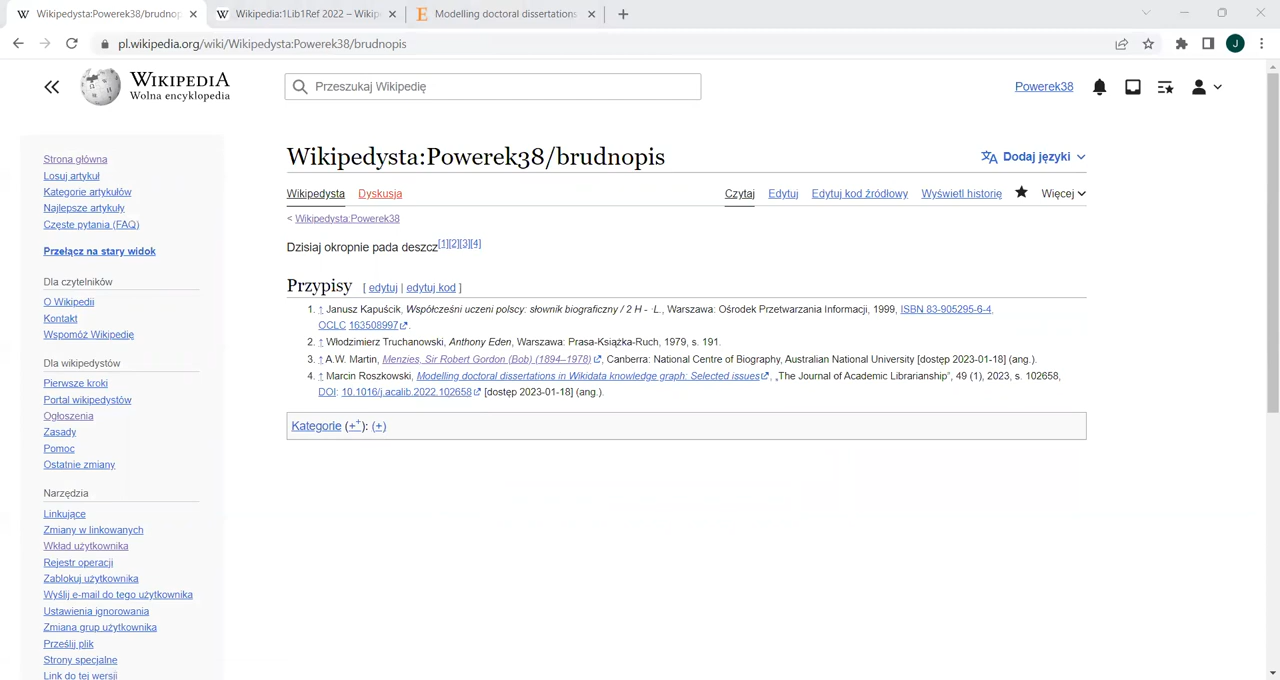 Wikipedysta:Powerek38/brudnop
Wikipedia:1Lib1Ref 2022 – Wikip
Modelling doctoral dissertations
pl.wikipedia.org/wiki/Wikipedysta:Powerek38/brudnopis
J
WIKIPEDIA
Wolna encyklopedia
Przeszukaj Wikipedię
Powerek38
Strona główna
Losuj artykuł
Kategorie artykułów
Najlepsze artykuły
Częste pytania (FAQ)
Przełącz na stary widok
Dla czytelników
O Wikipedii
Kontakt
Wspomóż Wikipedię
Dla wikipedystów
Pierwsze kroki
Portal wikipedystów
Ogłoszenia
Zasady
Pomoc
Ostatnie zmiany
Narzędzia
Linkujące
Zmiany w linkowanych
Wkład użytkownika
Rejestr operacji
Zablokuj użytkownika
Wyślij e-mail do tego użytkownika
Ustawienia ignorowania
Zmiana grup użytkownika
Prześlij plik
Strony specjalne
Link do tej wersji
Wikipedysta:Powerek38/brudnopis
Dodaj języki
Wikipedysta Dyskusja
Czytaj Edytuj Edytuj kod źródłowy Wyświetl historię Więcej
< Wikipedysta:Powerek38
Dzisiaj okropnie pada deszcz[1][2][3][4]
Przypisy [ edytuj | edytuj kod ]
1. ↑ Janusz Kapuścik, Współcześni uczeni polscy: słownik biograficzny / 2 H - ·Ł., Warszawa: Ośrodek Przetwarzania Informacji, 1999, ISBN 83-905295-6-4,
OCLC 163508997.
2. ↑ Włodzimierz Truchanowski, Anthony Eden, Warszawa: Prasa-Książka-Ruch, 1979, s. 191.
3. ↑ A.W. Martin, Menzies, Sir Robert Gordon (Bob) (1894–1978), Canberra: National Centre of Biography, Australian National University [dostęp 2023-01-18] (ang.).
4. ↑ Marcin Roszkowski, Modelling doctoral dissertations in Wikidata knowledge graph: Selected issues, „The Journal of Academic Librarianship", 49 (1), 2023, s. 102658,
DOI: 10.1016/j.acalib.2022.102658 [dostęp 2023-01-18] (ang.).
Kategorie (++): (+)